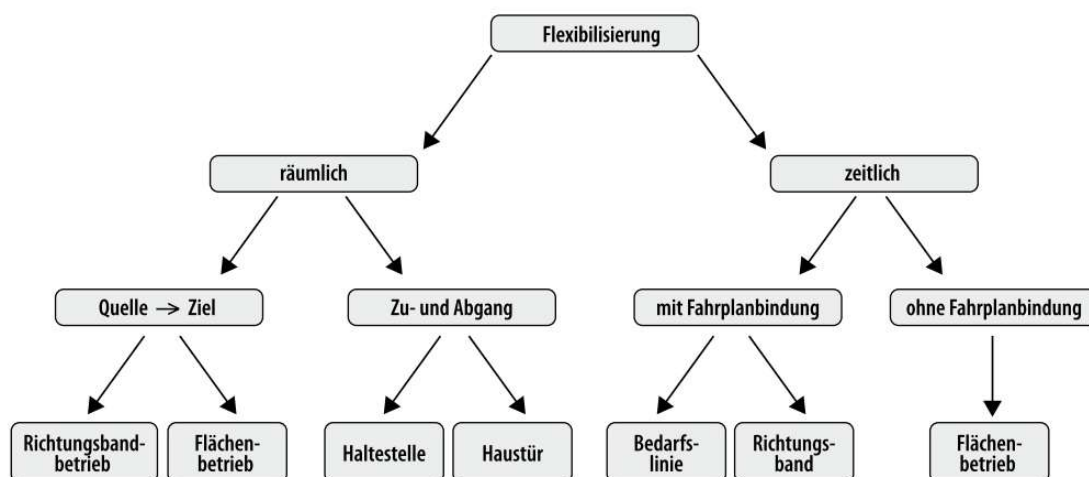 Flexibilisierung
räumlich
zeitlich
Quelle → Ziel
Zu- und Abgang
mit Fahrplanbindung
ohne Fahrplanbindung
Richtungsband-
betrieb
Flächen-
betrieb
Haltestelle
Haustür
Bedarfs-
linie
Richtungs-
band
Flächen-
betrieb